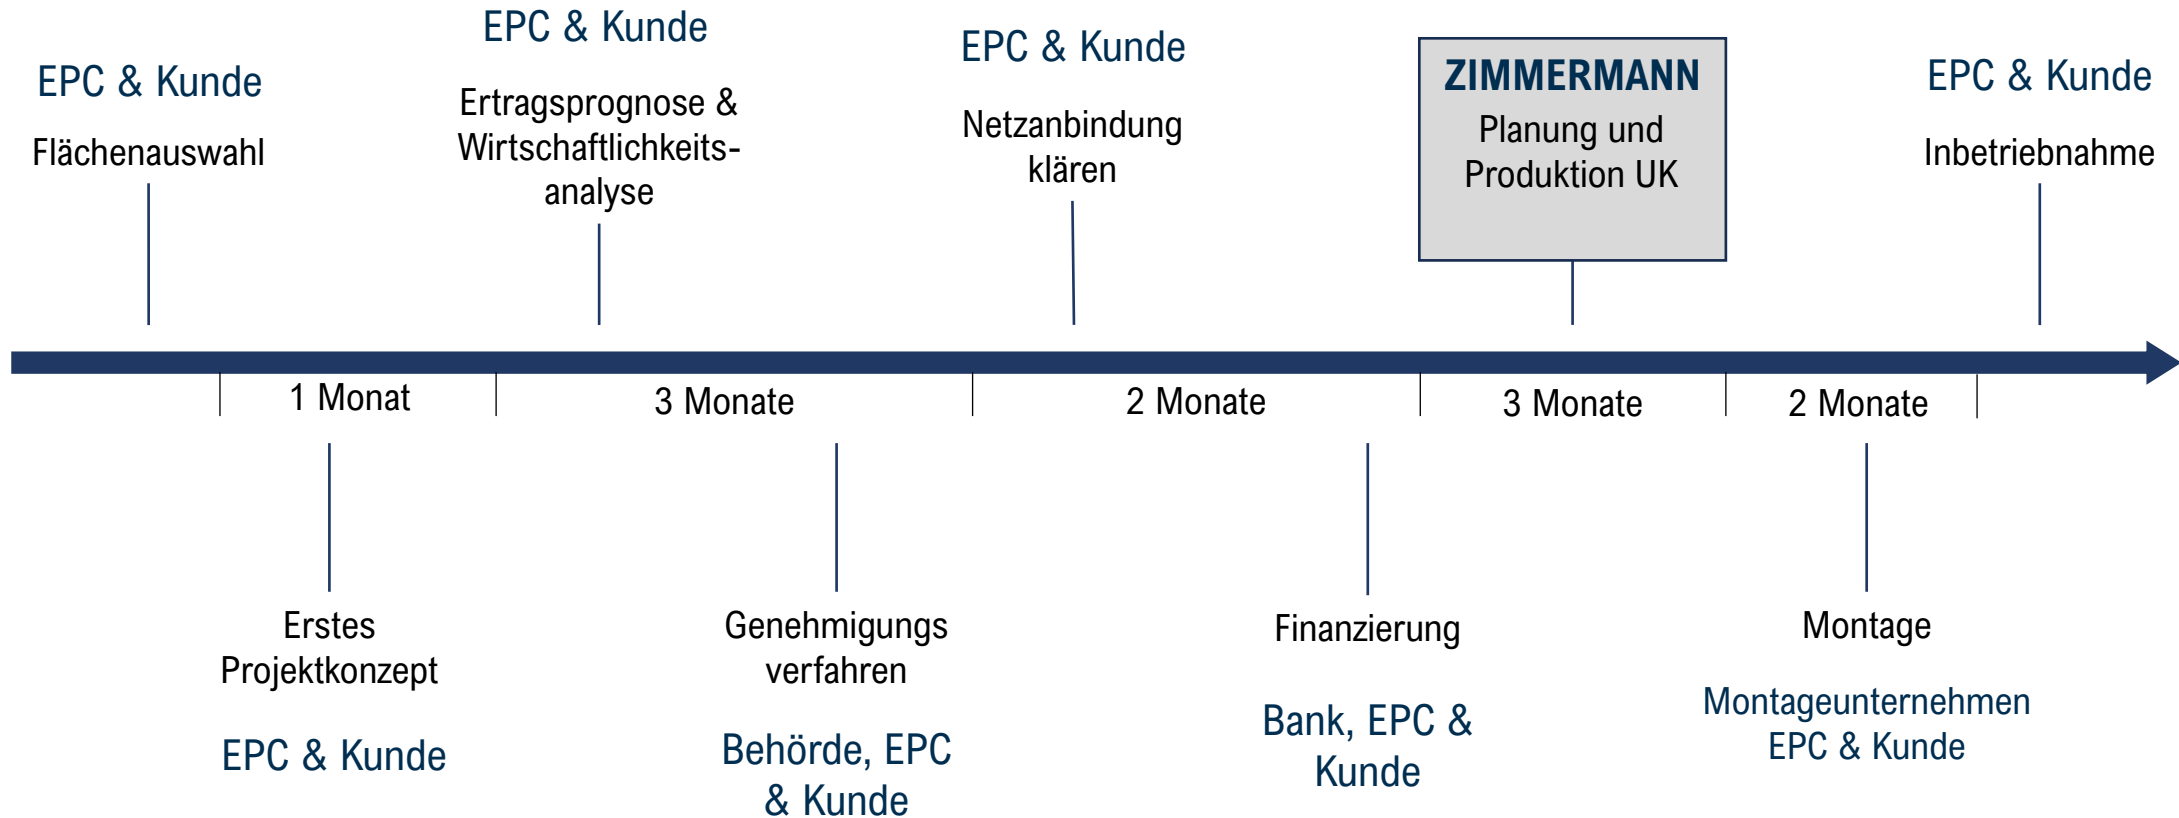 EPC & Kunde
Flächenauswahl
EPC & Kunde
Ertragsprognose &
Wirtschaftlichkeits-
analyse
EPC & Kunde
Netzanbindung
klären
ZIMMERMANN
Planung und
Produktion UK
EPC & Kunde
Inbetriebnahme
1 Monat
3 Monate
2 Monate
3 Monate
2 Monate
Erstes
Projektkonzept
EPC & Kunde
Genehmigungs
verfahren
Behörde, EPC
& Kunde
Finanzierung
Bank, EPC &
Kunde
Montage
Montageunternehmen
EPC & Kunde